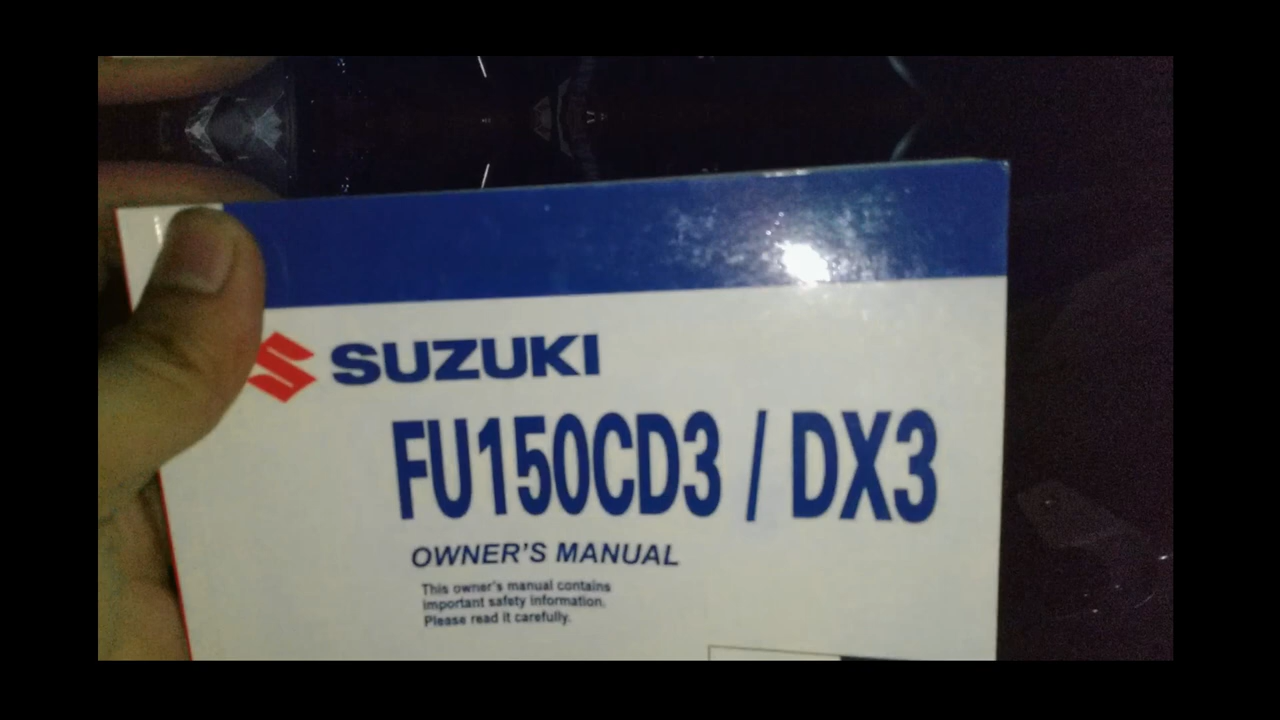 SUZUKI
FU150CD3 / DX3
OWNER'S MANUAL
This owner's manual contains
important safety information.
Please read it carefully.